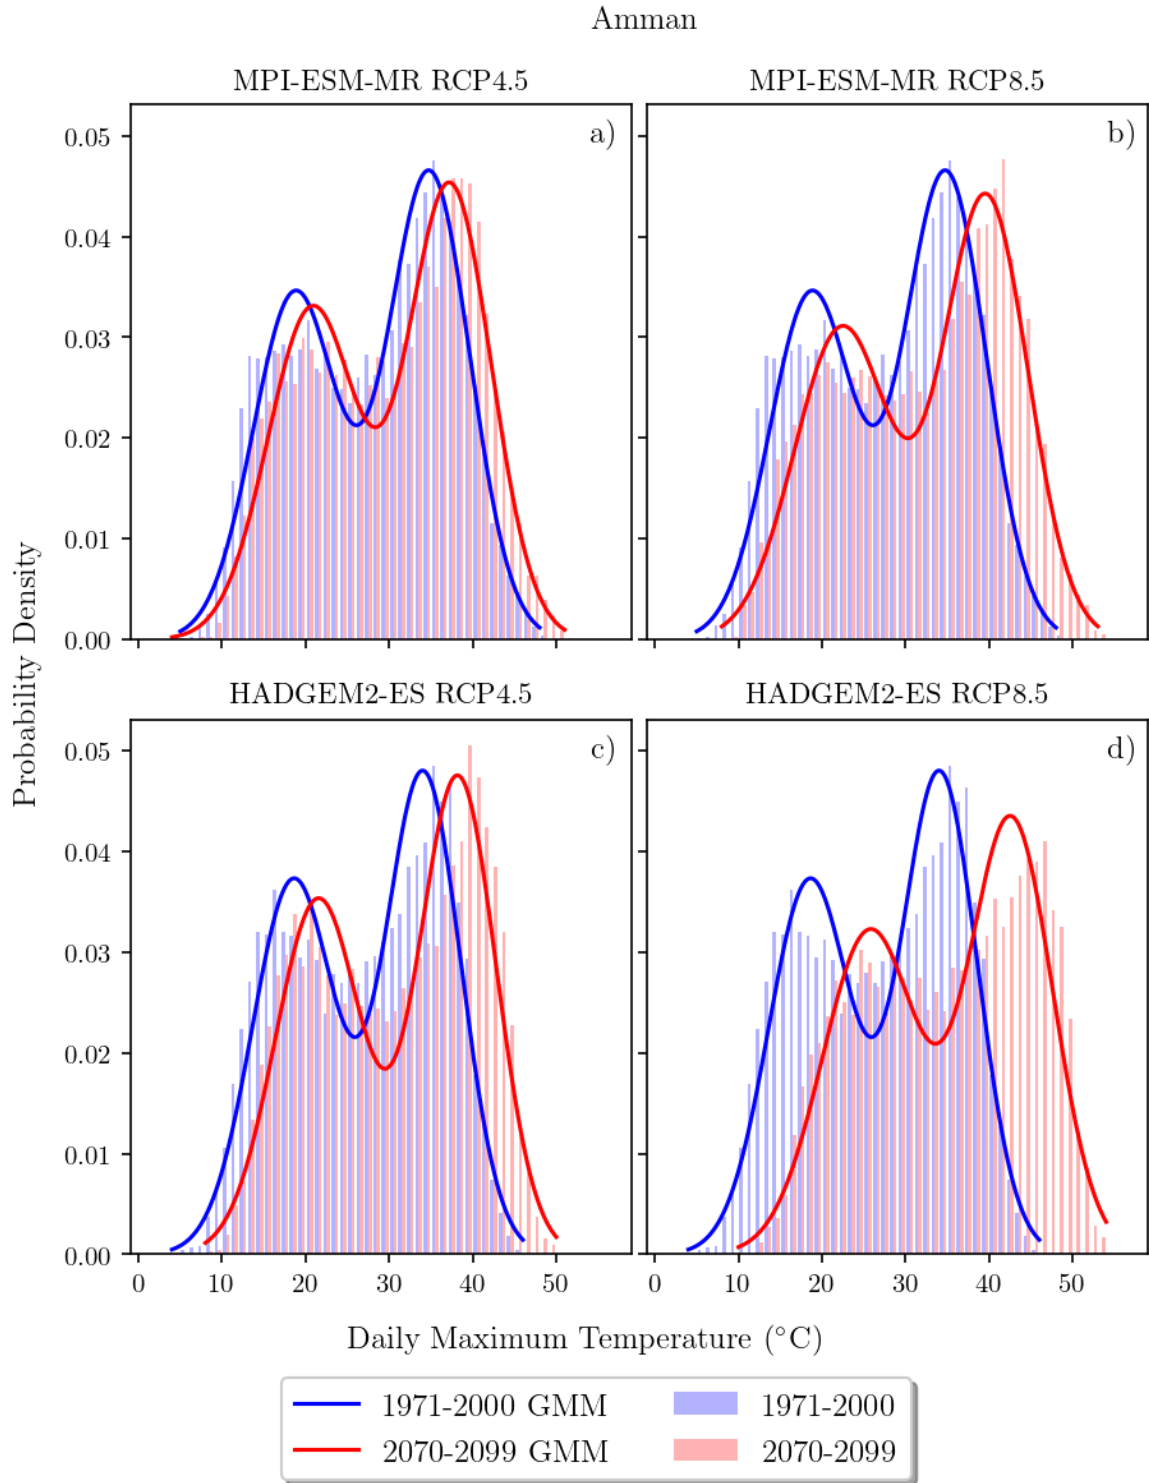 Amman
MPI-ESM-MR RCP4.5
MPI-ESM-MR RCP8.5
a)
b)
0.05
0.04
0.03
0.02
0.01
0.00
HADGEM2-ES RCP4.5
HADGEM2-ES RCP8.5
c)
d)
0.05
0.04
0.03
0.02
0.01
0.00
0 10 20 30 40 50
0 10 20 30 40 50
Probability Density
Daily Maximum Temperature (°C)
1971-2000 GMM
1971-2000
2070-2099 GMM
2070-2099